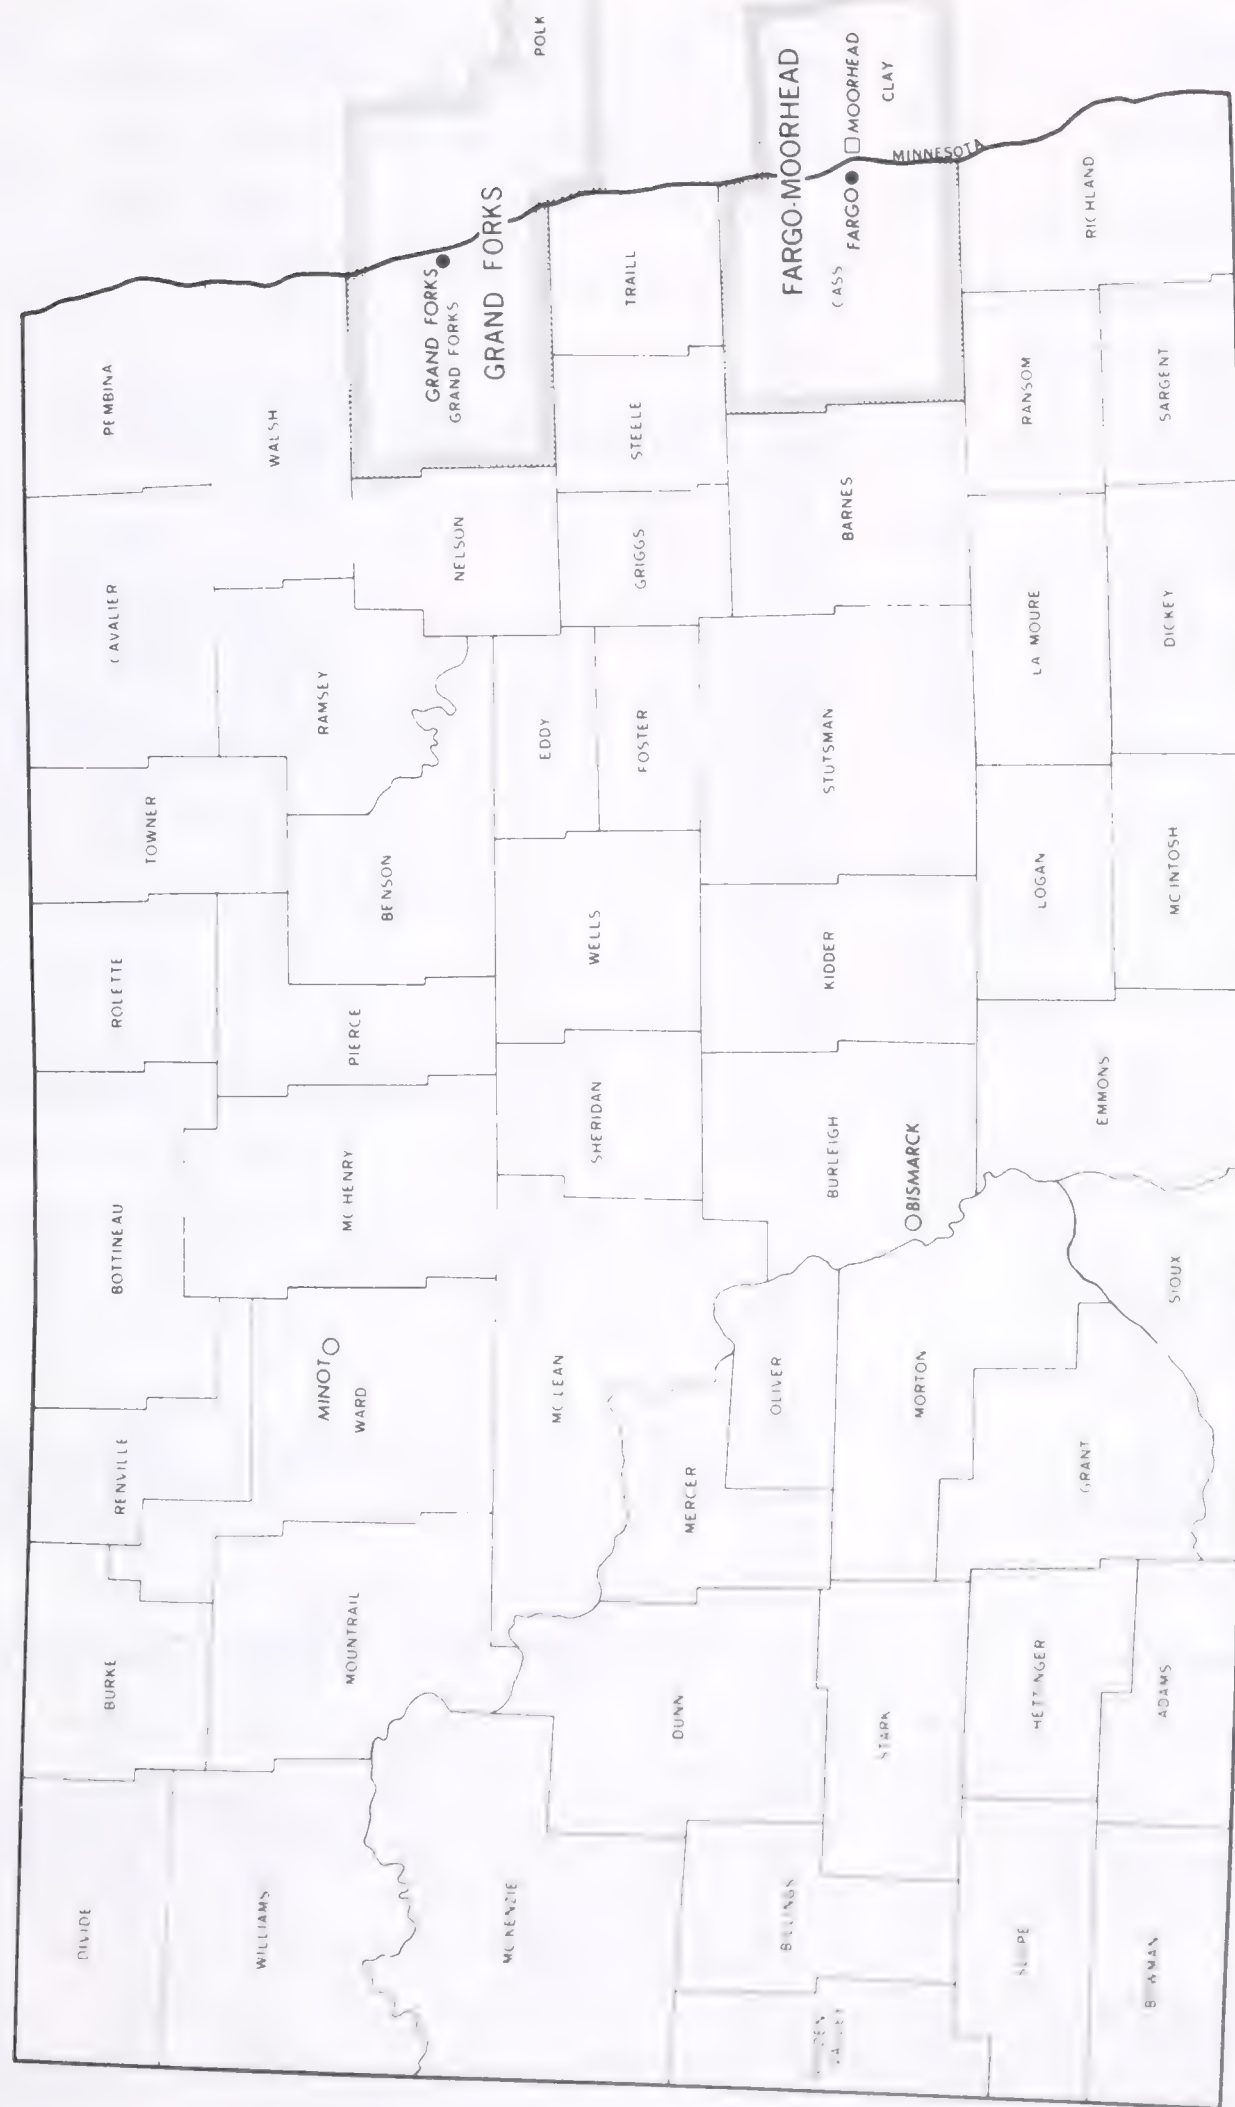 DIVIDE
BURKE
RENVILLE
BOTTINEAU
ROLETTE
TOWNER
CAVALIER
PEMBINA
WILLIAMS
MOUNTRAIL
MINOT
WARD
MCHENRY
PIERCE
BENSON
RAMSEY
WALSH
NELSON
GRAND FORKS
GRAND FORKS
GRAND FORKS
POLK
MCKENZIE
DUNN
MERCER
MCLEAN
SHERIDAN
WELLS
EDDY
FOSTER
GRIGGS
STEELE
TRAILL
BILLINGS
STARK
OLIVER
MORTON
BURLEIGH
BISMARCK
KIDDER
STUTSMAN
BARNES
FARGO-MOORHEAD
CASS
FARGO
MOORHEAD
CLAY
MINNESOTA
SLOPE
HETTINGER
GRANT
SIOUX
EMMONS
LOGAN
LA MOURE
RANSOM
RICHLAND
BOWMAN
ADAMS
MCINTOSH
DICKEY
SARGENT